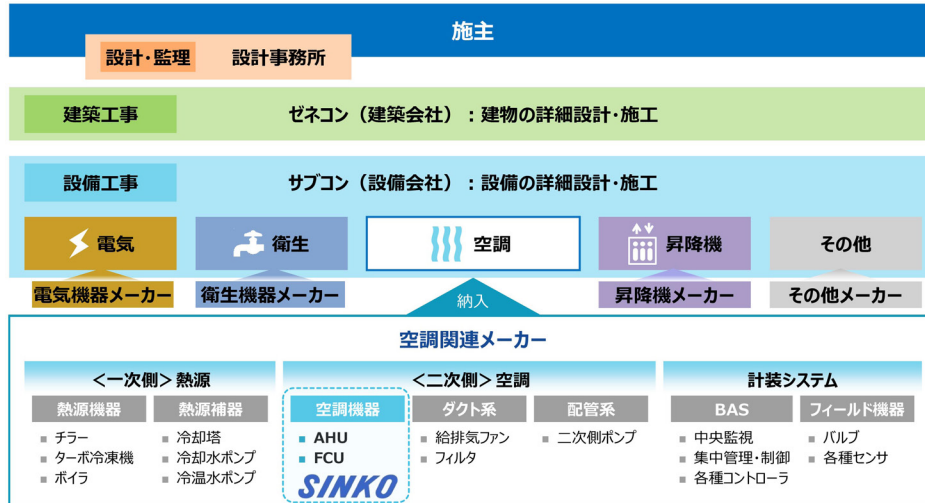 施主
設計・監理 設計事務所
建築工事 ゼネコン（建築会社）：建物の詳細設計・施工
設備工事 サブコン（設備会社）：設備の詳細設計・施工
電気 衛生 空調 昇降機 その他
電気機器メーカー 衛生機器メーカー 納入 昇降機メーカー その他メーカー
空調関連メーカー
＜一次側＞熱源 ＜二次側＞空調 計装システム
熱源機器 熱源補器 空調機器 ダクト系 配管系 BAS フィールド機器
■ チラー ■ 冷却塔 ■ AHU ■ 給排気ファン ■ 二次側ポンプ ■ 中央監視 ■ バルブ
■ ターボ冷凍機 ■ 冷却水ポンプ ■ FCU ■ フィルタ ■ 集中管理・制御 ■ 各種センサ
■ ボイラ ■ 冷温水ポンプ SINKO ■ 各種コントローラ